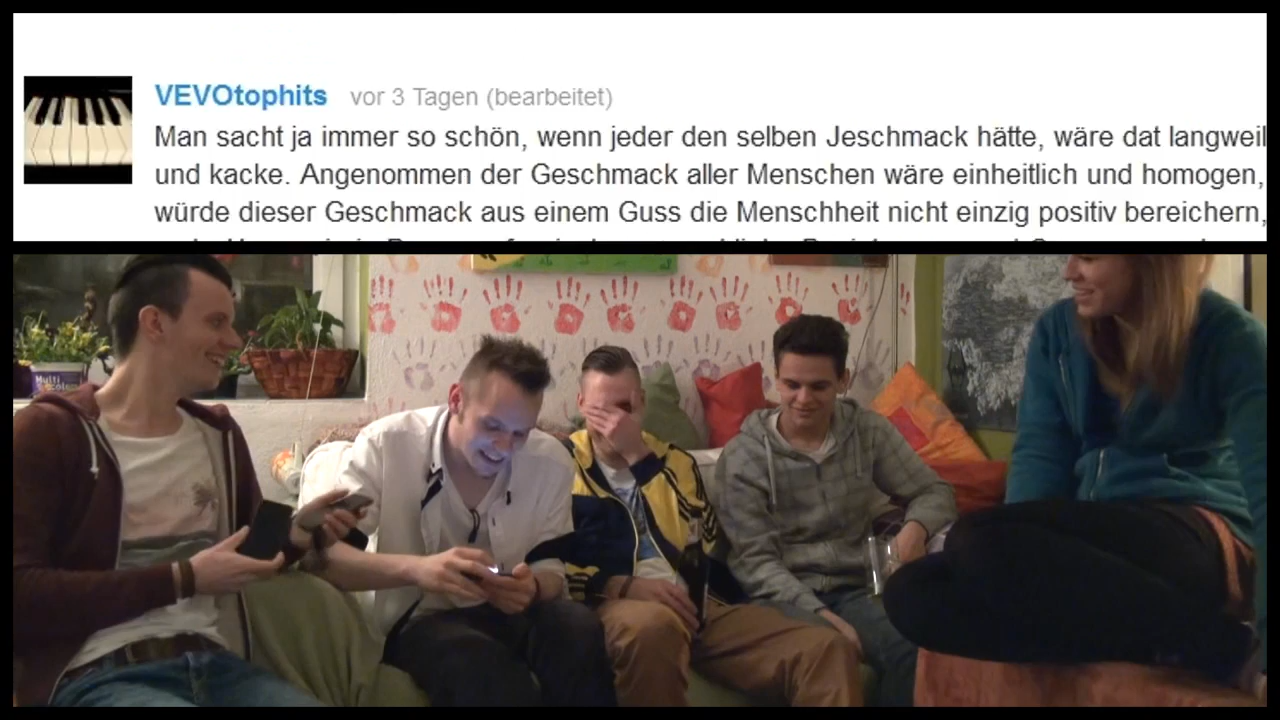 VEVOtophits vor 3 Tagen (bearbeitet)
Man sacht ja immer so schön, wenn jeder den selben Jeschmack hätte, wäre dat langweil
und kacke. Angenommen der Geschmack aller Menschen wäre einheitlich und homogen,
würde dieser Geschmack aus einem Guss die Menschheit nicht einzig positiv bereichern,
Multi